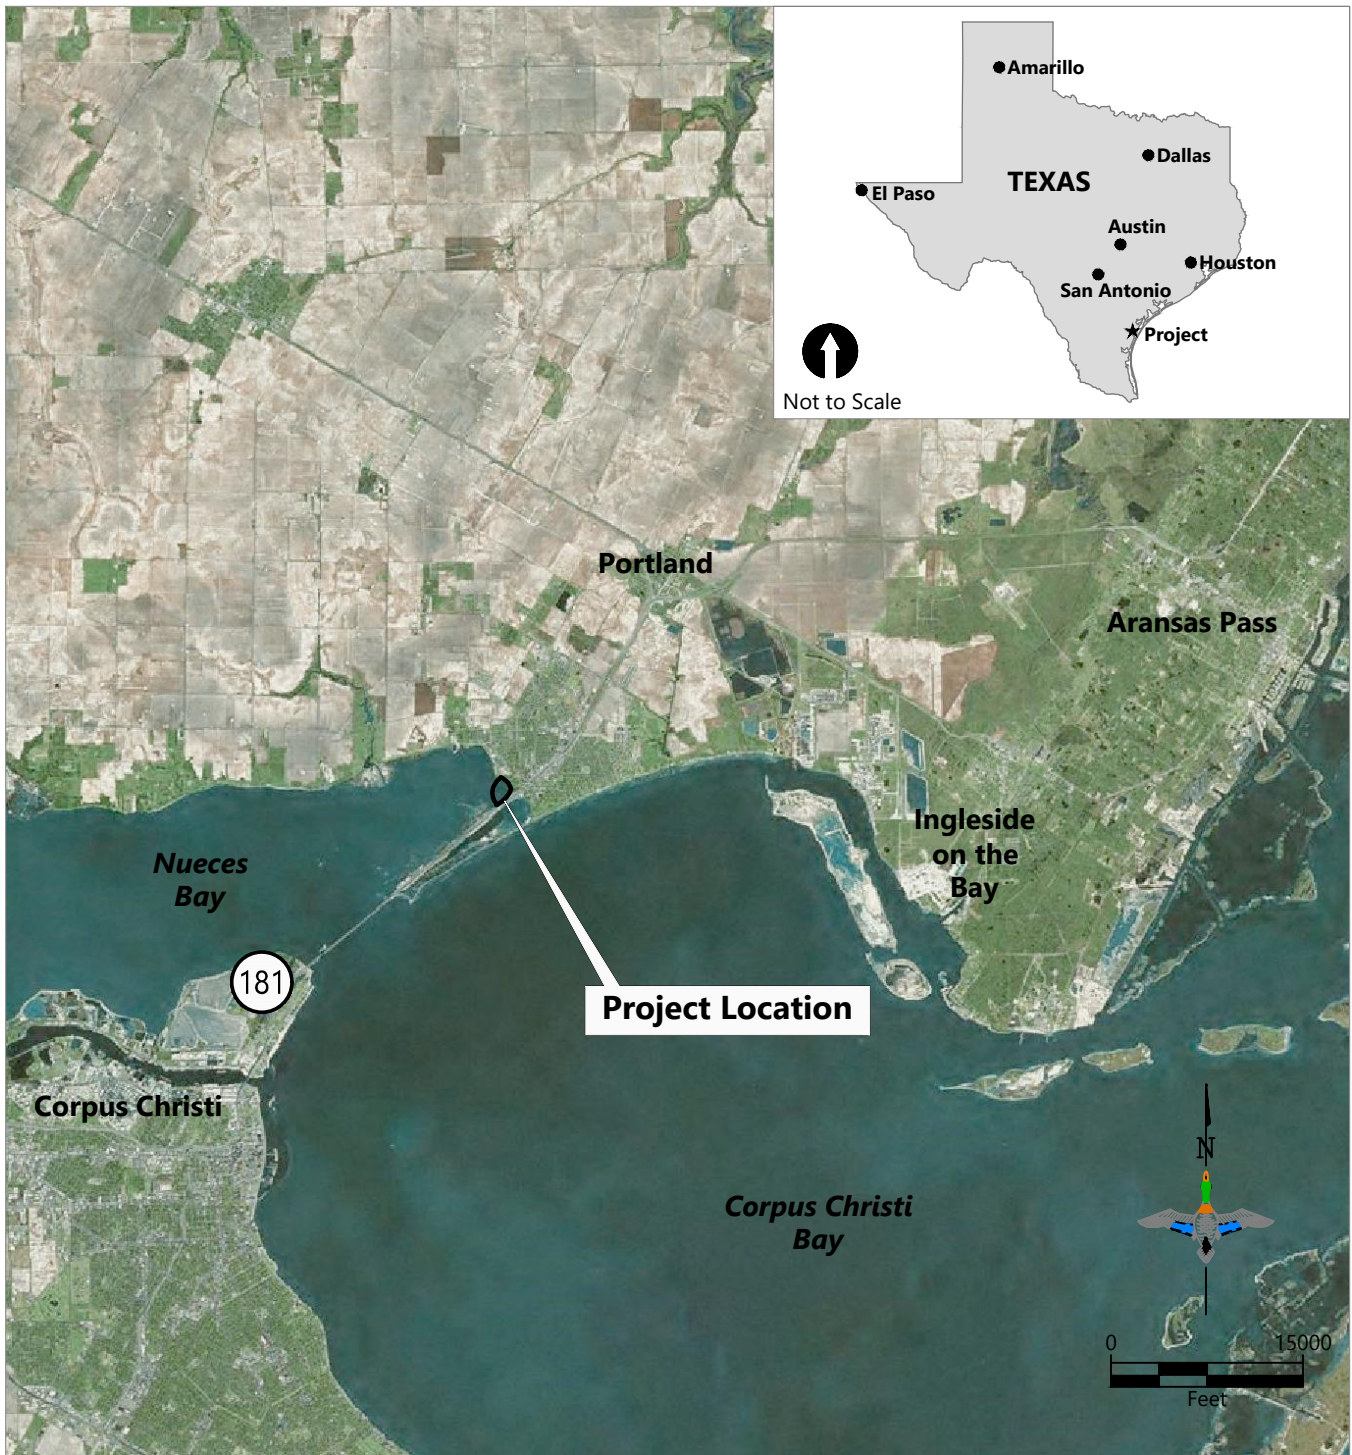 Amarillo
Dallas
TEXAS
El Paso
Austin
Houston
San Antonio
Project
Not to Scale
Portland
Aransas Pass
Ingleside
on the
Bay
Nueces
Bay
181
Project Location
Corpus Christi
Corpus Christi
Bay
N
0 15000
Feet